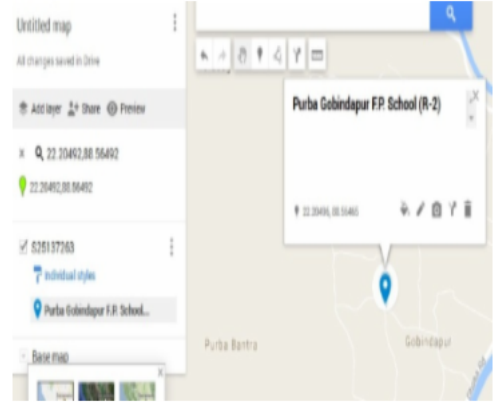 Untitled map
All changes saved in Drive
Add layer
Share
Preview
22.20492,88.56492
22.20492,88.56492
S25137263
Individual styles
Purba Gobindapur F.P. School...
Base map
Purba Gobindapur F.P. School (R-2)
Purba Bantra
Gobindapur